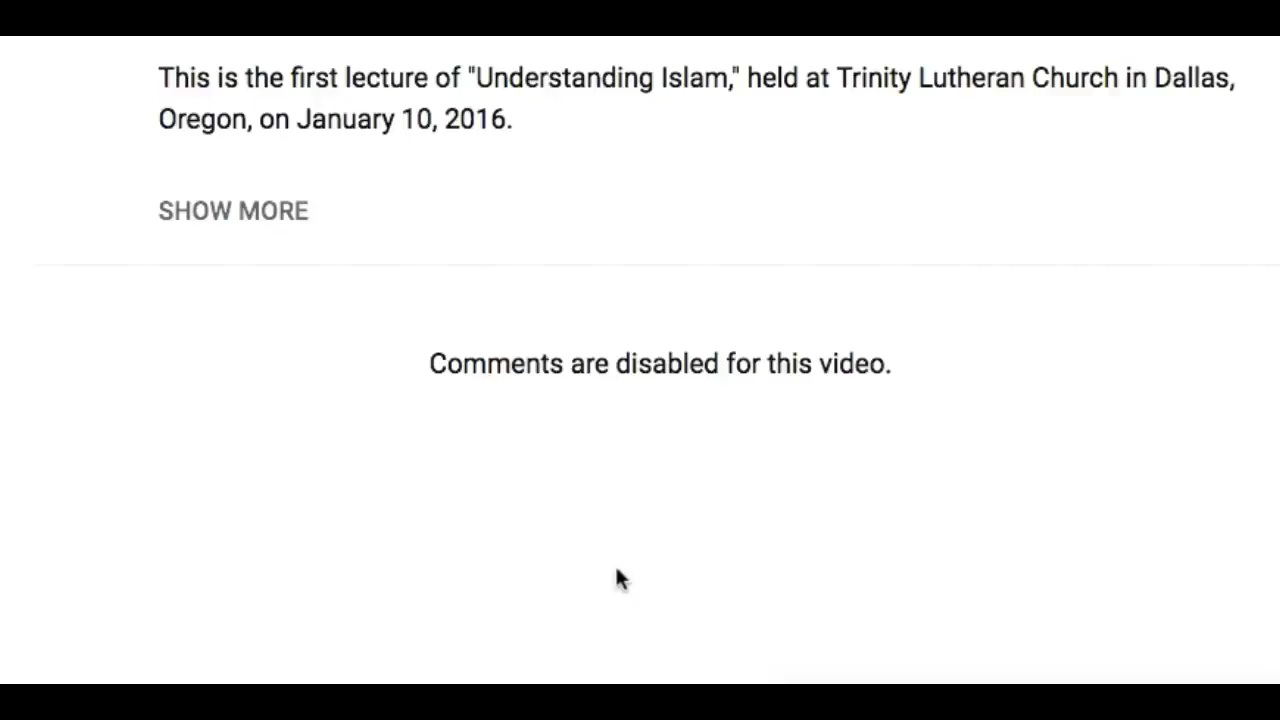 This is the first lecture of "Understanding Islam," held at Trinity Lutheran Church in Dallas,
Oregon, on January 10, 2016.
SHOW MORE
Comments are disabled for this video.